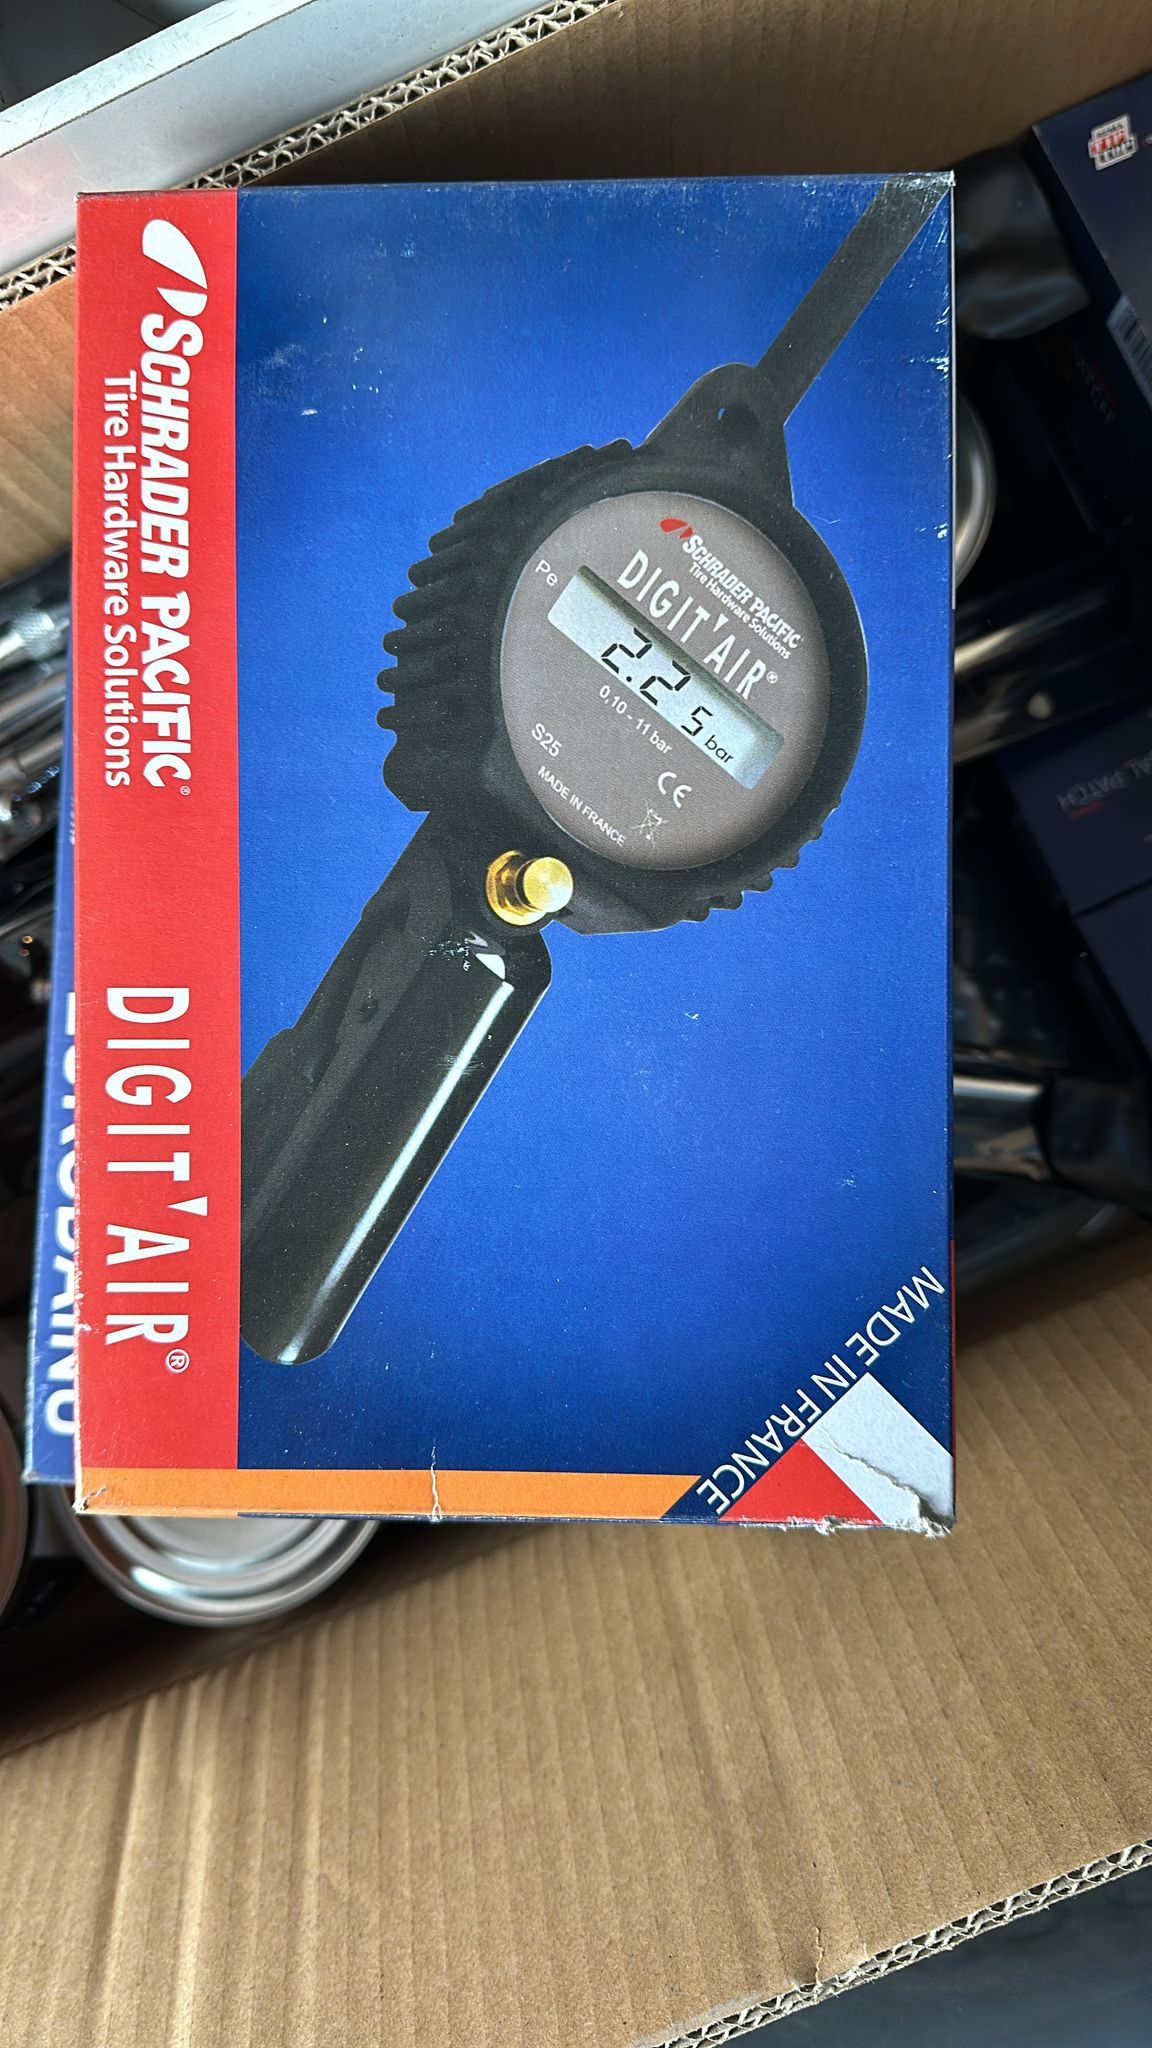 SCHRADER PACIFIC®
Tire Hardware Solutions
DIGIT'AIR®
SCHRADER PACIFIC
Tire Hardware Solutions
DIGIT'AIR®
Pe
2.25 bar
0,10 - 11 bar
S25
CE
MADE IN FRANCE
MADE IN FRANCE